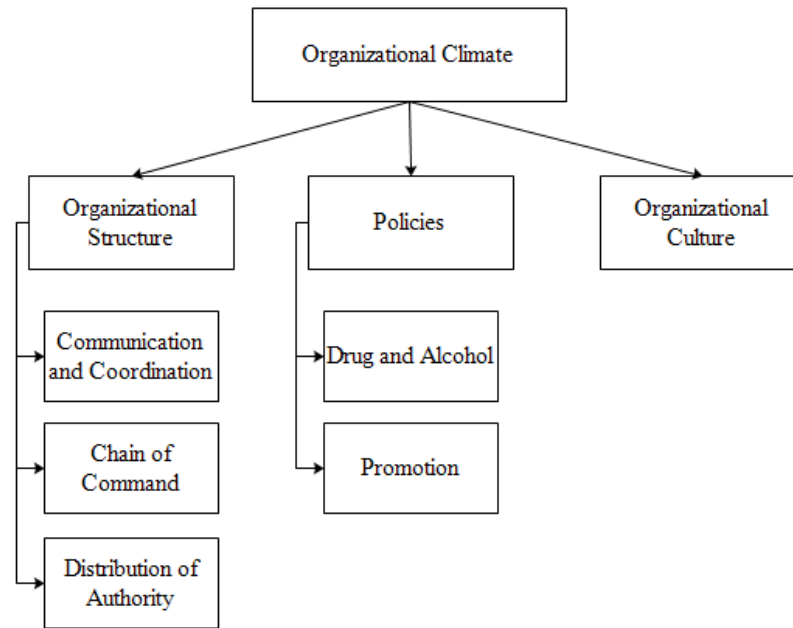 Organizational Climate
Organizational
Structure
Policies
Organizational
Culture
Communication
and Coordination
Drug and Alcohol
Chain of
Command
Promotion
Distribution of
Authority